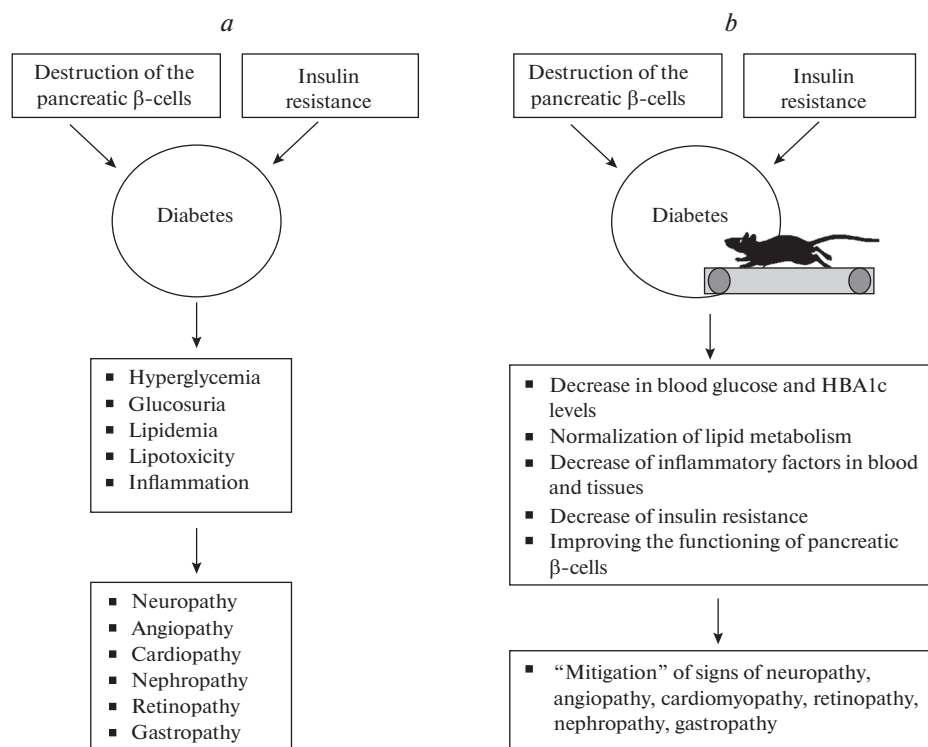 a
Destruction of the
pancreatic β-cells
Insulin
resistance
Diabetes
▪ Hyperglycemia
▪ Glucosuria
▪ Lipidemia
▪ Lipotoxicity
▪ Inflammation
▪ Neuropathy
▪ Angiopathy
▪ Cardiopathy
▪ Nephropathy
▪ Retinopathy
▪ Gastropathy
b
Destruction of the
pancreatic β-cells
Insulin
resistance
Diabetes
▪ Decrease in blood glucose and HBA1c
levels
▪ Normalization of lipid metabolism
▪ Decrease of inflammatory factors in blood
and tissues
▪ Decrease of insulin resistance
▪ Improving the functioning of pancreatic
β-cells
▪ “Mitigation” of signs of neuropathy,
angiopathy, cardiomyopathy, retinopathy,
nephropathy, gastropathy